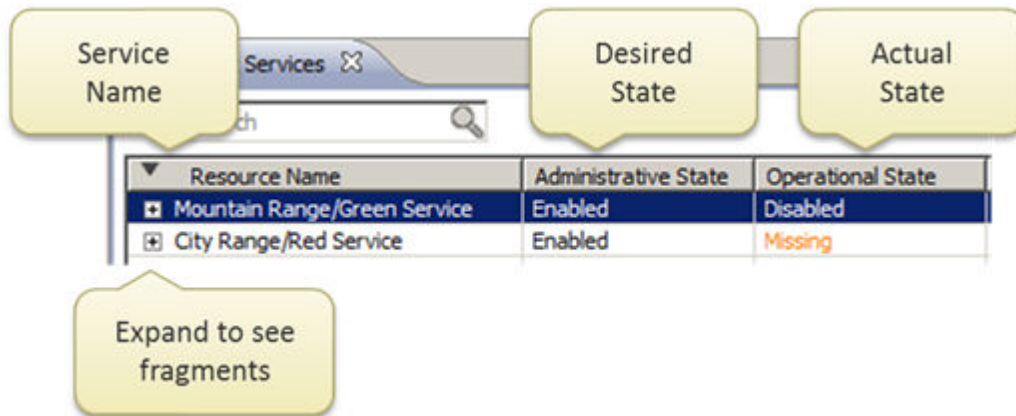 Service
Name
Services
Desired
State
Actual
State
Resource Name
Administrative State
Operational State
Mountain Range/Green Service
Enabled
Disabled
City Range/Red Service
Enabled
Missing
Expand to see
fragments